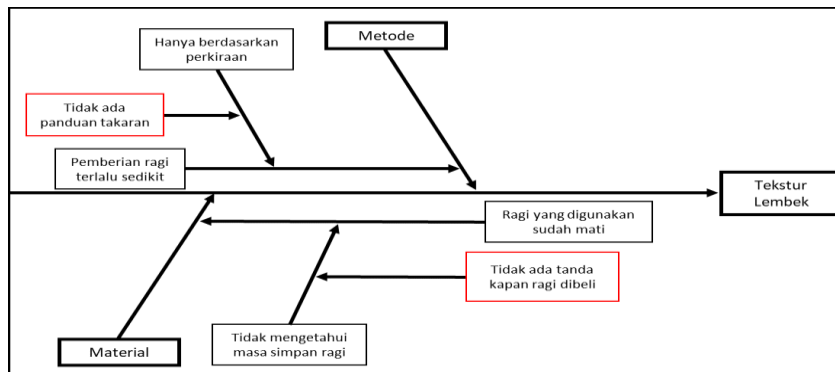 Hanya berdasarkan
perkiraan
Metode
Tidak ada
panduan takaran
Pemberian ragi
terlalu sedikit
Tekstur
Lembek
Ragi yang digunakan
sudah mati
Tidak ada tanda
kapan ragi dibeli
Material
Tidak mengetahui
masa simpan ragi